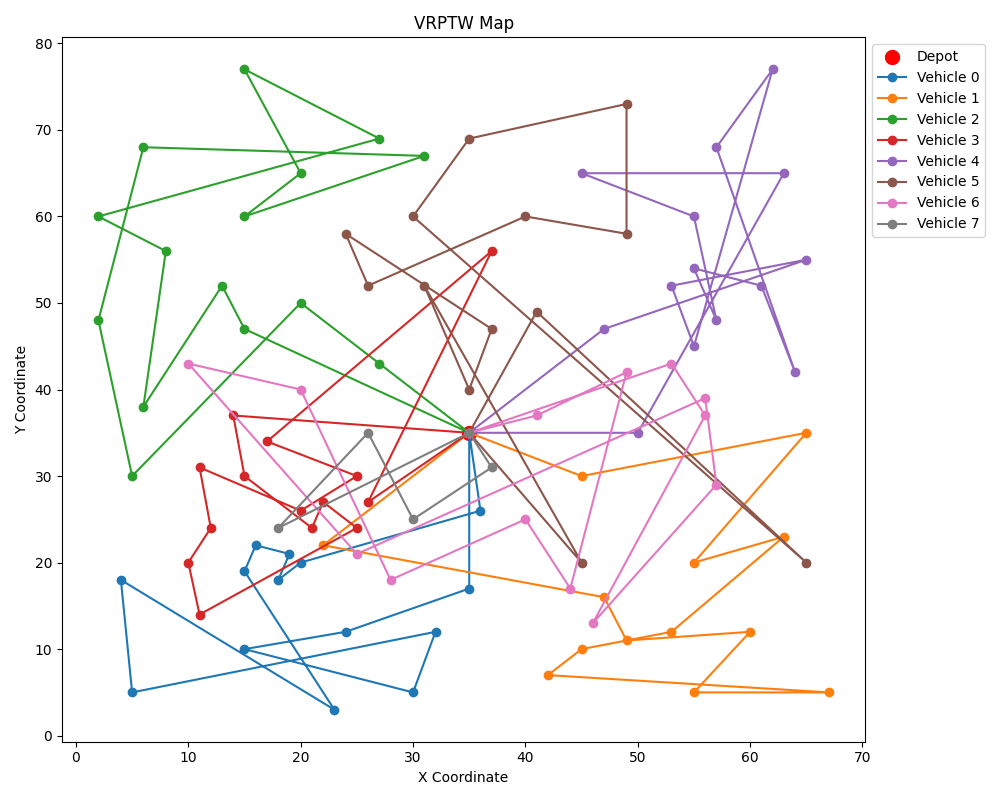 VRPTW Map
80
70
60
50
40
30
20
10
0
Y Coordinate
0 10 20 30 40 50 60 70
X Coordinate
Depot
Vehicle 0
Vehicle 1
Vehicle 2
Vehicle 3
Vehicle 4
Vehicle 5
Vehicle 6
Vehicle 7